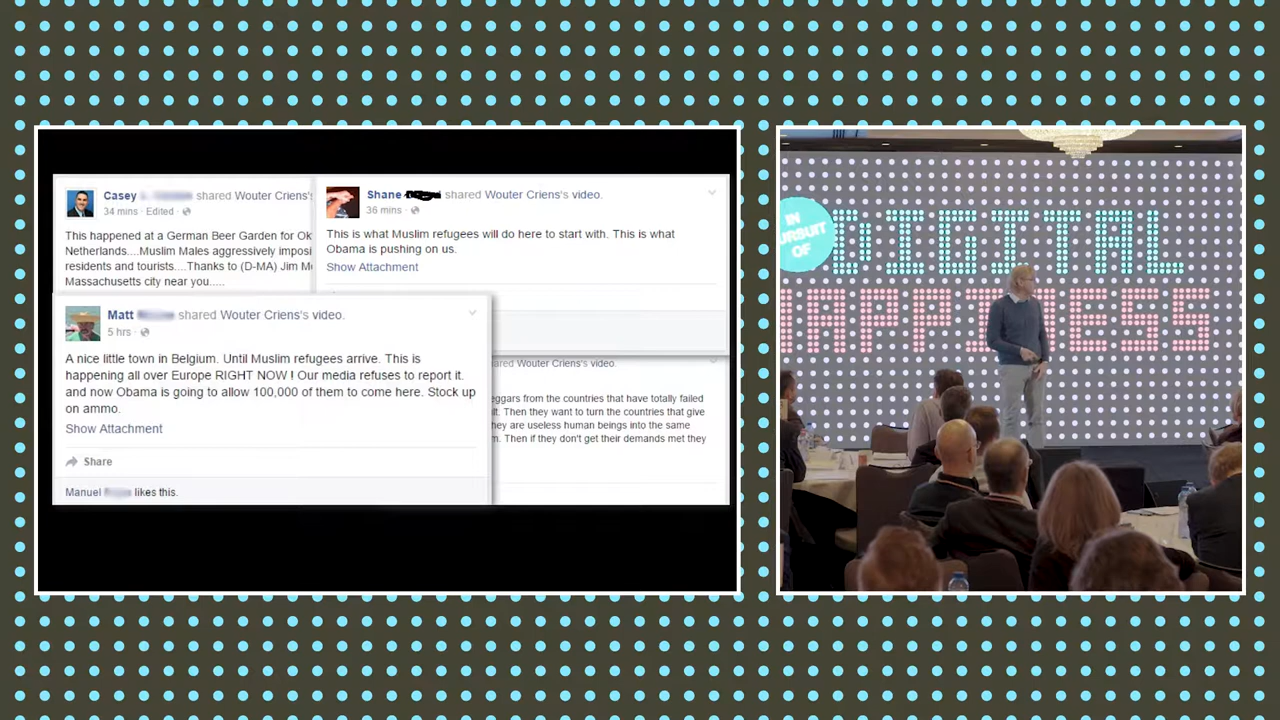 Casey shared Wouter Criens'
34 mins · Edited ·
This happened at a German Beer Garden for Ok
Netherlands....Muslim Males aggressively impos
residents and tourists....Thanks to (D-MA) Jim M
Massachusetts city near you.....
Shane shared Wouter Criens's video.
36 mins ·
This is what Muslim refugees will do here to start with. This is what
Obama is pushing on us.
Show Attachment
Matt shared Wouter Criens's video.
5 hrs ·
A nice little town in Belgium. Until Muslim refugees arrive. This is
happening all over Europe RIGHT NOW ! Our media refuses to report it.
and now Obama is going to allow 100,000 of them to come here. Stock up
on ammo.
Show Attachment
Share
Manuel likes this.
ared Wouter Criens's video.
eggars from the countries that have totally failed
lt. Then they want to turn the countries that give
hey are useless human beings into the same
m. Then if they don't get their demands met they
IN
URSUIT
OF
DIGITAL
HAPPINESS